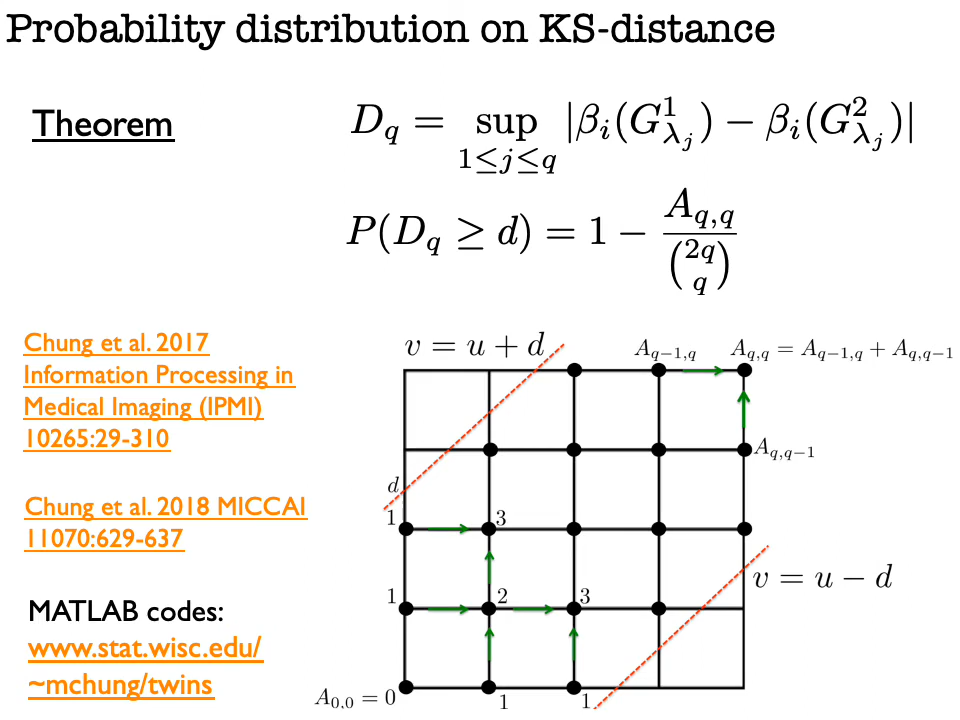 Probability distribution on KS-distance
Theorem
D_q = sup_{1≤j≤q} |β_i(G^1_{λ_j}) − β_i(G^2_{λ_j})|
P(D_q ≥ d) = 1 − A_{q,q} / \binom{2q}{q}
Chung et al. 2017
Information Processing in
Medical Imaging (IPMI)
10265:29-310
Chung et al. 2018 MICCAI
11070:629-637
MATLAB codes:
www.stat.wisc.edu/
~mchung/twins
v = u + d
A_{q−1,q}
A_{q,q} = A_{q−1,q} + A_{q,q−1}
A_{q,q−1}
d
1
3
v = u − d
1
2
3
A_{0,0} = 0
1
1